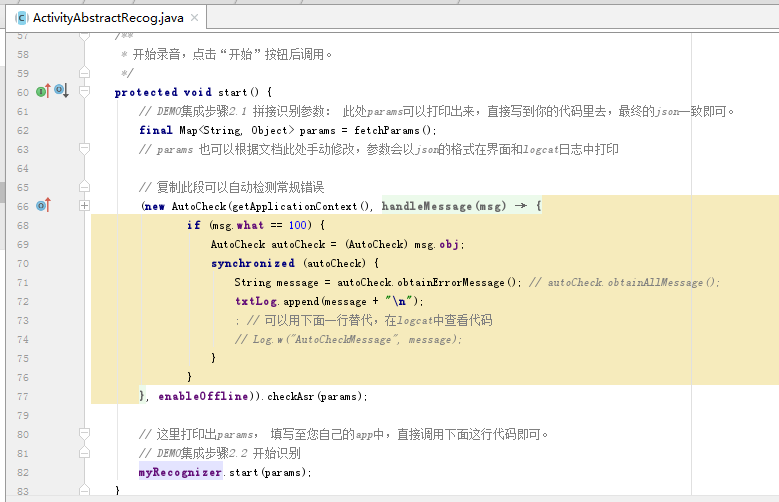 ActivityAbstractRecog.java
57 /**
58 * 开始录音，点击“开始”按钮后调用。
59 */
60 protected void start() {
61 // DEMO集成步骤2.1 拼接识别参数： 此处params可以打印出来，直接写到你的代码里去，最终的json一致即可。
62 final Map<String, Object> params = fetchParams();
63 // params 也可以根据文档此处手动修改，参数会以json的格式在界面和logcat日志中打印
64
65 // 复制此段可以自动检测常规错误
66 (new AutoCheck(getApplicationContext(), handleMessage(msg) → {
68 if (msg.what == 100) {
69 AutoCheck autoCheck = (AutoCheck) msg.obj;
70 synchronized (autoCheck) {
71 String message = autoCheck.obtainErrorMessage(); // autoCheck.obtainAllMessage();
72 txtLog.append(message + "\n");
73 ; // 可以用下面一行替代，在logcat中查看代码
74 // Log.w("AutoCheckMessage", message);
75 }
76 }
77 }, enableOffline)).checkAsr(params);
79
80 // 这里打印出params， 填写至您自己的app中，直接调用下面这行代码即可。
81 // DEMO集成步骤2.2 开始识别
82 myRecognizer.start(params);
83 }